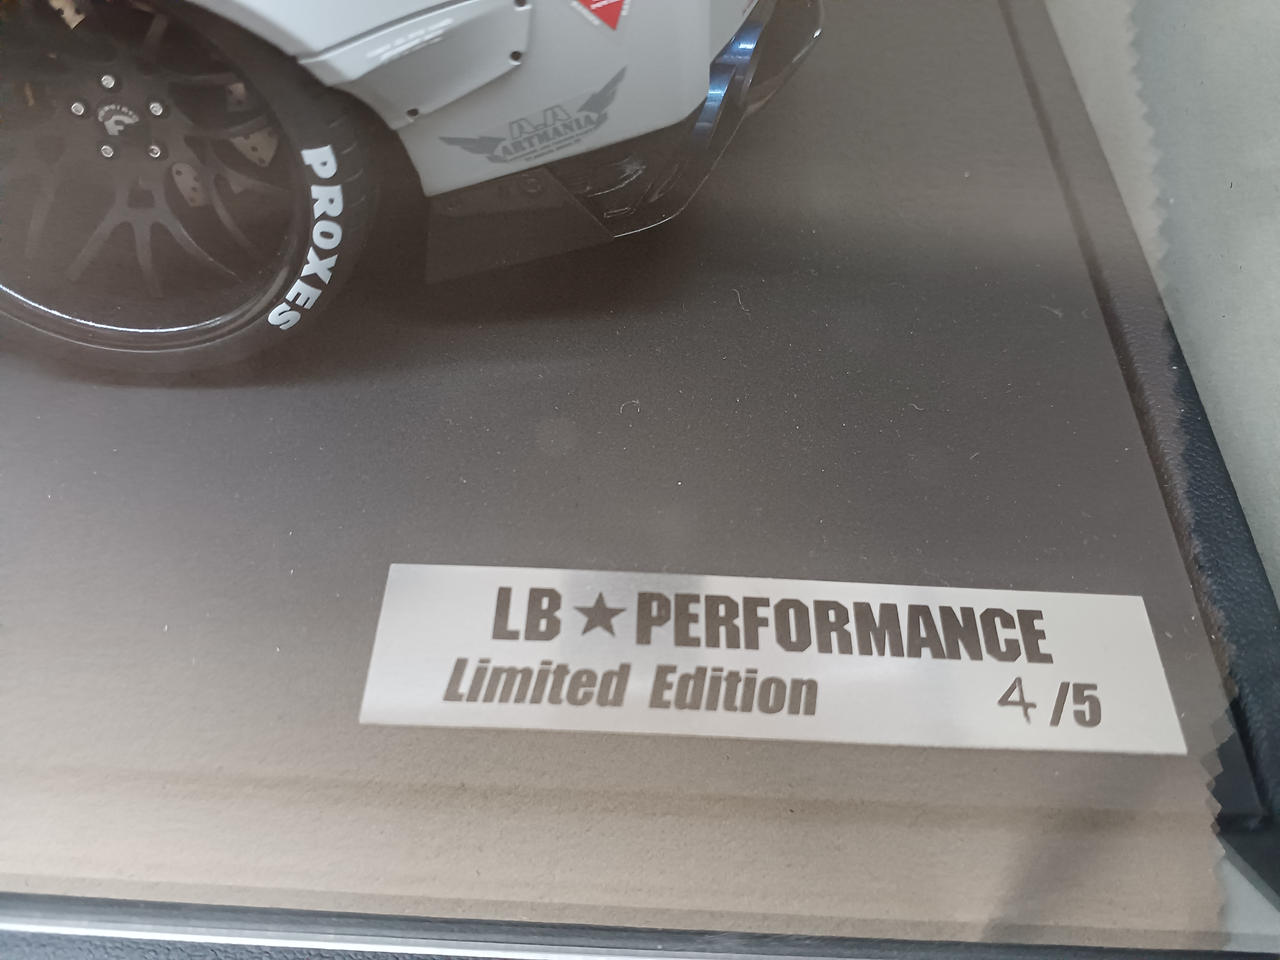 A.A
ARTMANIA
PROXES
LB★PERFORMANCE
Limited Edition 4/5